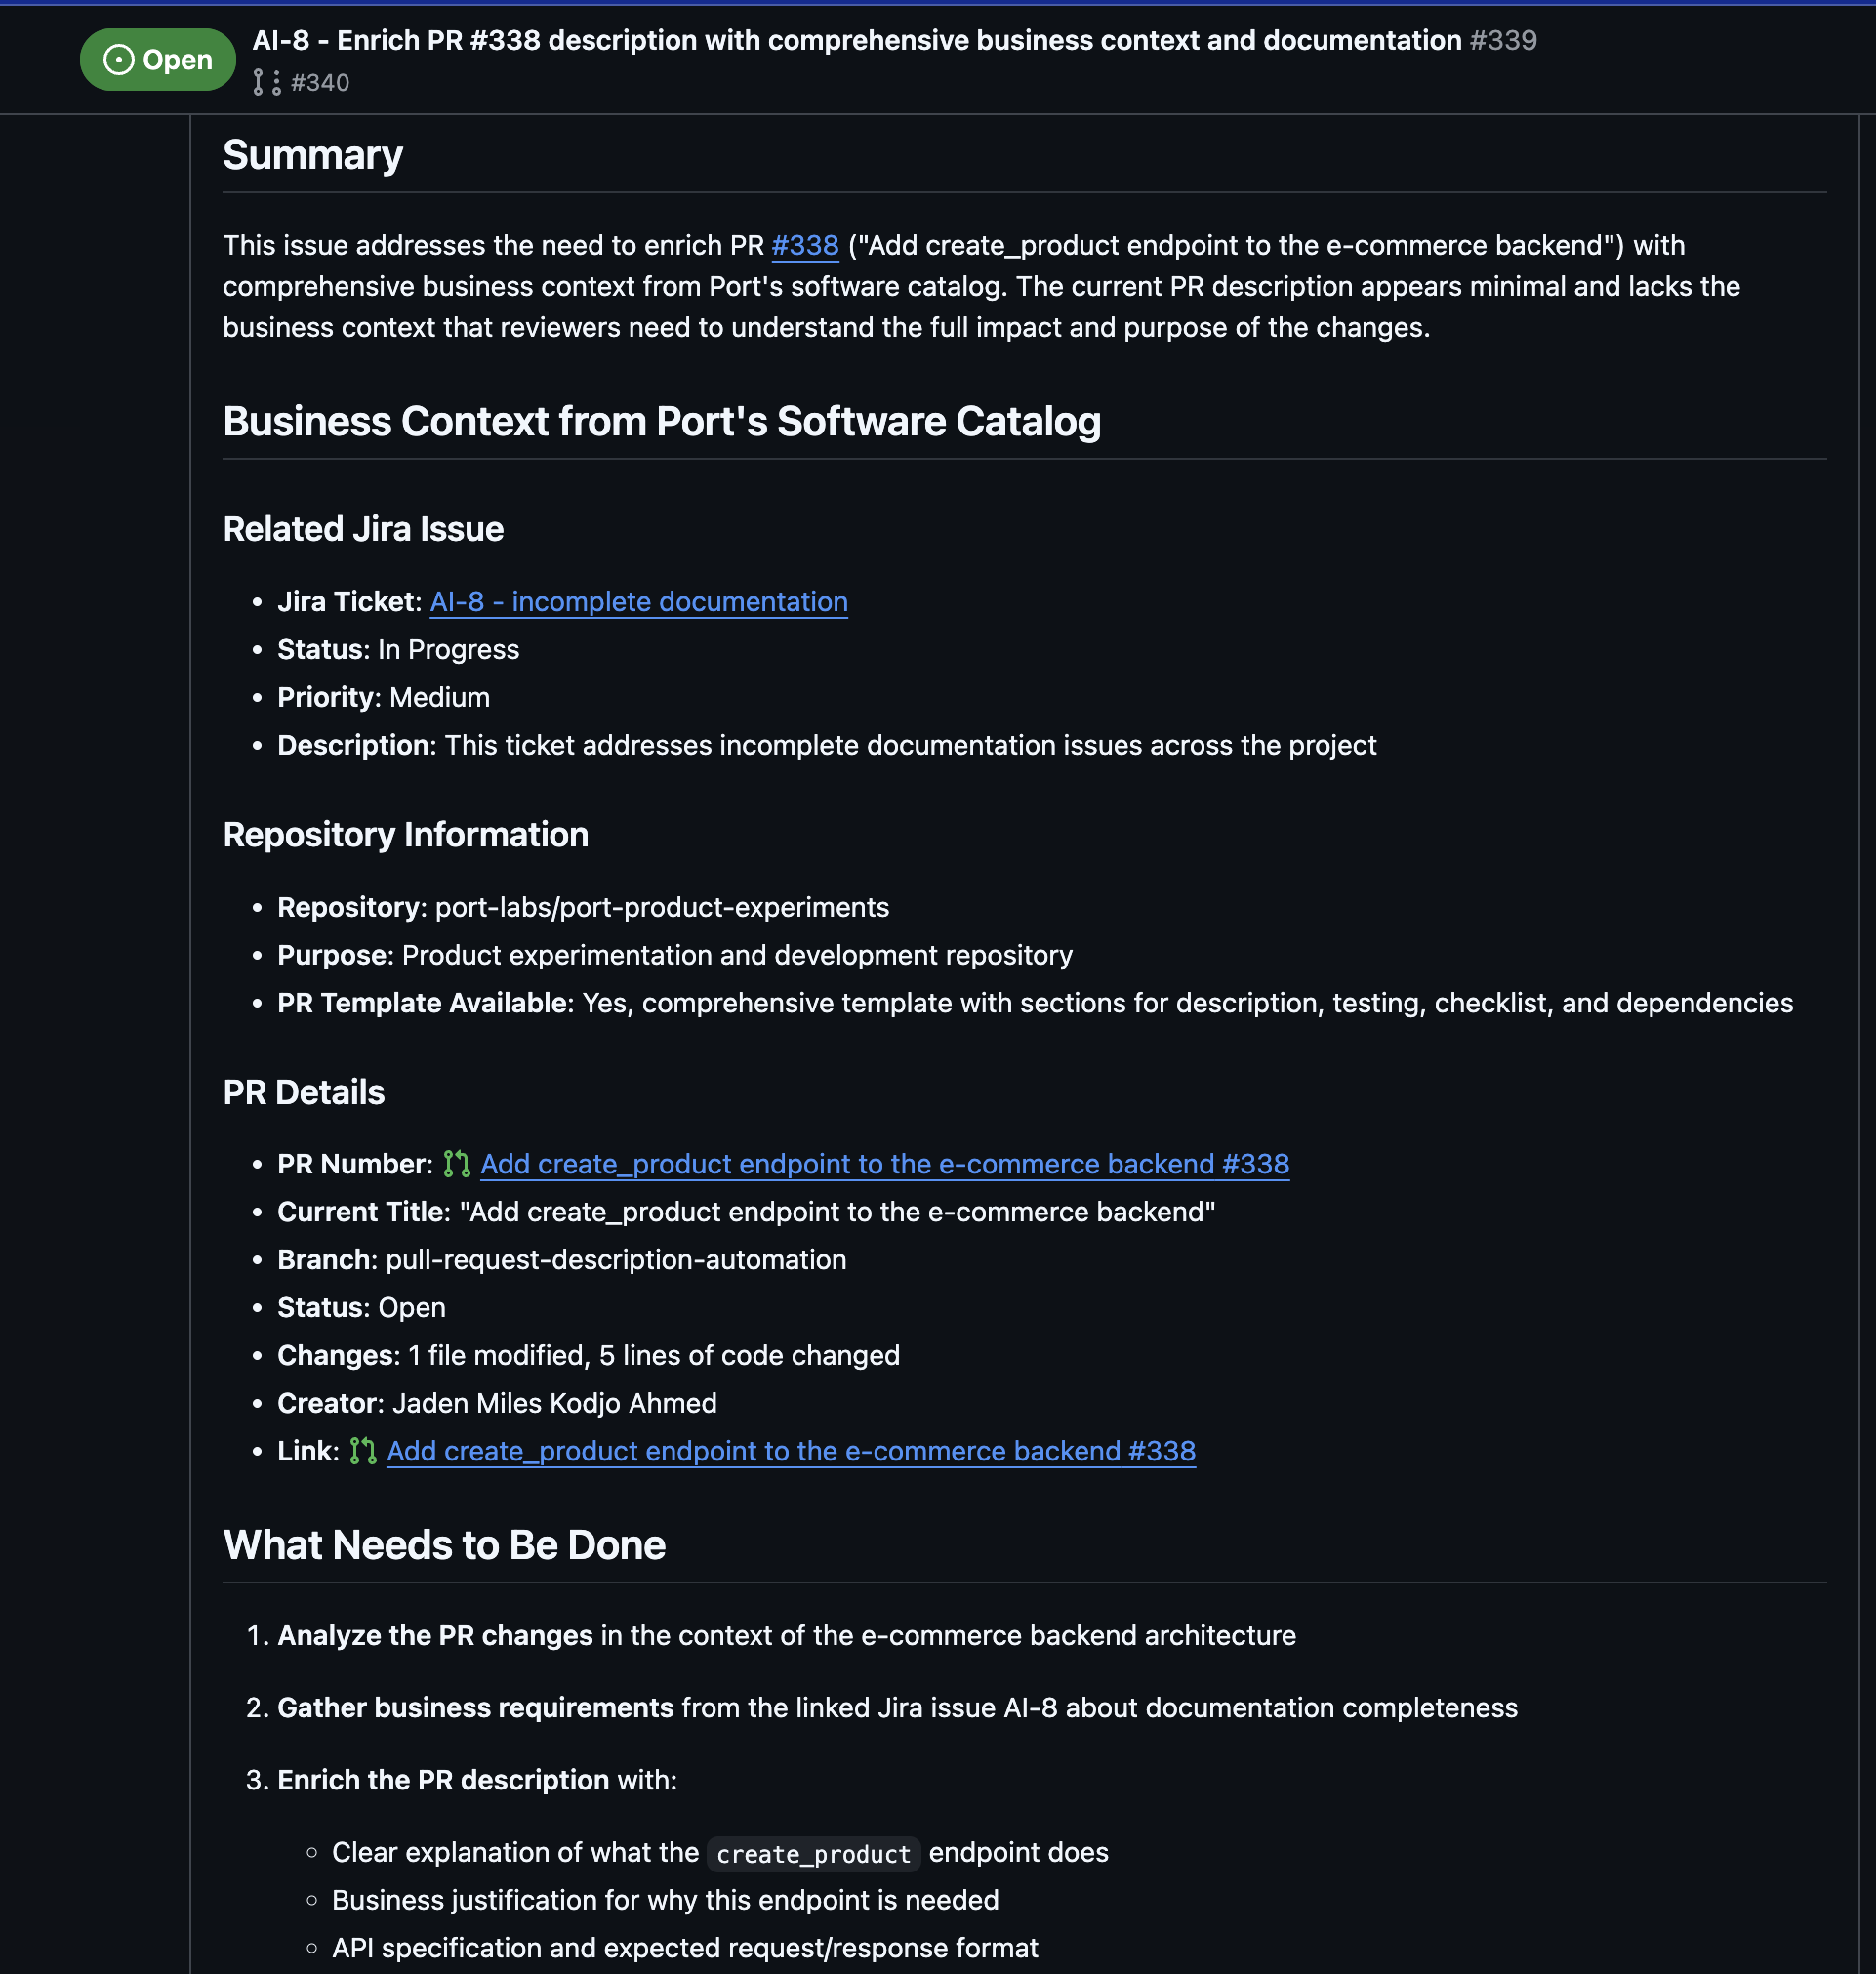 Open
AI-8 - Enrich PR #338 description with comprehensive business context and documentation #339
#340
Summary
This issue addresses the need to enrich PR #338 ("Add create_product endpoint to the e-commerce backend") with
comprehensive business context from Port's software catalog. The current PR description appears minimal and lacks the
business context that reviewers need to understand the full impact and purpose of the changes.
Business Context from Port's Software Catalog
Related Jira Issue
• Jira Ticket: AI-8 - incomplete documentation
• Status: In Progress
• Priority: Medium
• Description: This ticket addresses incomplete documentation issues across the project
Repository Information
• Repository: port-labs/port-product-experiments
• Purpose: Product experimentation and development repository
• PR Template Available: Yes, comprehensive template with sections for description, testing, checklist, and dependencies
PR Details
• PR Number: Add create_product endpoint to the e-commerce backend #338
• Current Title: "Add create_product endpoint to the e-commerce backend"
• Branch: pull-request-description-automation
• Status: Open
• Changes: 1 file modified, 5 lines of code changed
• Creator: Jaden Miles Kodjo Ahmed
• Link: Add create_product endpoint to the e-commerce backend #338
What Needs to Be Done
1. Analyze the PR changes in the context of the e-commerce backend architecture
2. Gather business requirements from the linked Jira issue AI-8 about documentation completeness
3. Enrich the PR description with:
◦ Clear explanation of what the create_product endpoint does
◦ Business justification for why this endpoint is needed
◦ API specification and expected request/response format